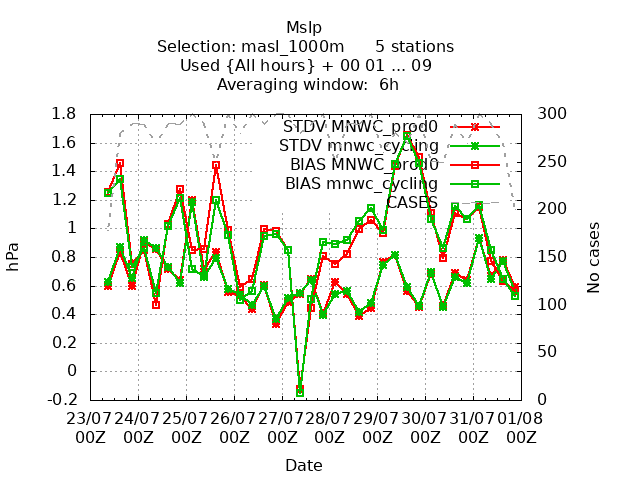 Mslp
Selection: masl_1000m 5 stations
Used {All hours} + 00 01 ... 09
Averaging window: 6h
1.8
1.6
1.4
1.2
1
0.8
0.6
0.4
0.2
0
-0.2
hPa
300
250
200
150
100
50
0
No cases
STDV MNWC_prod0
STDV mnwc_cycling
BIAS MNWC_prod0
BIAS mnwc_cycling
CASES
23/07 24/07 25/07 26/07 27/07 28/07 29/07 30/07 31/07 01/08
00Z 00Z 00Z 00Z 00Z 00Z 00Z 00Z 00Z 00Z
Date